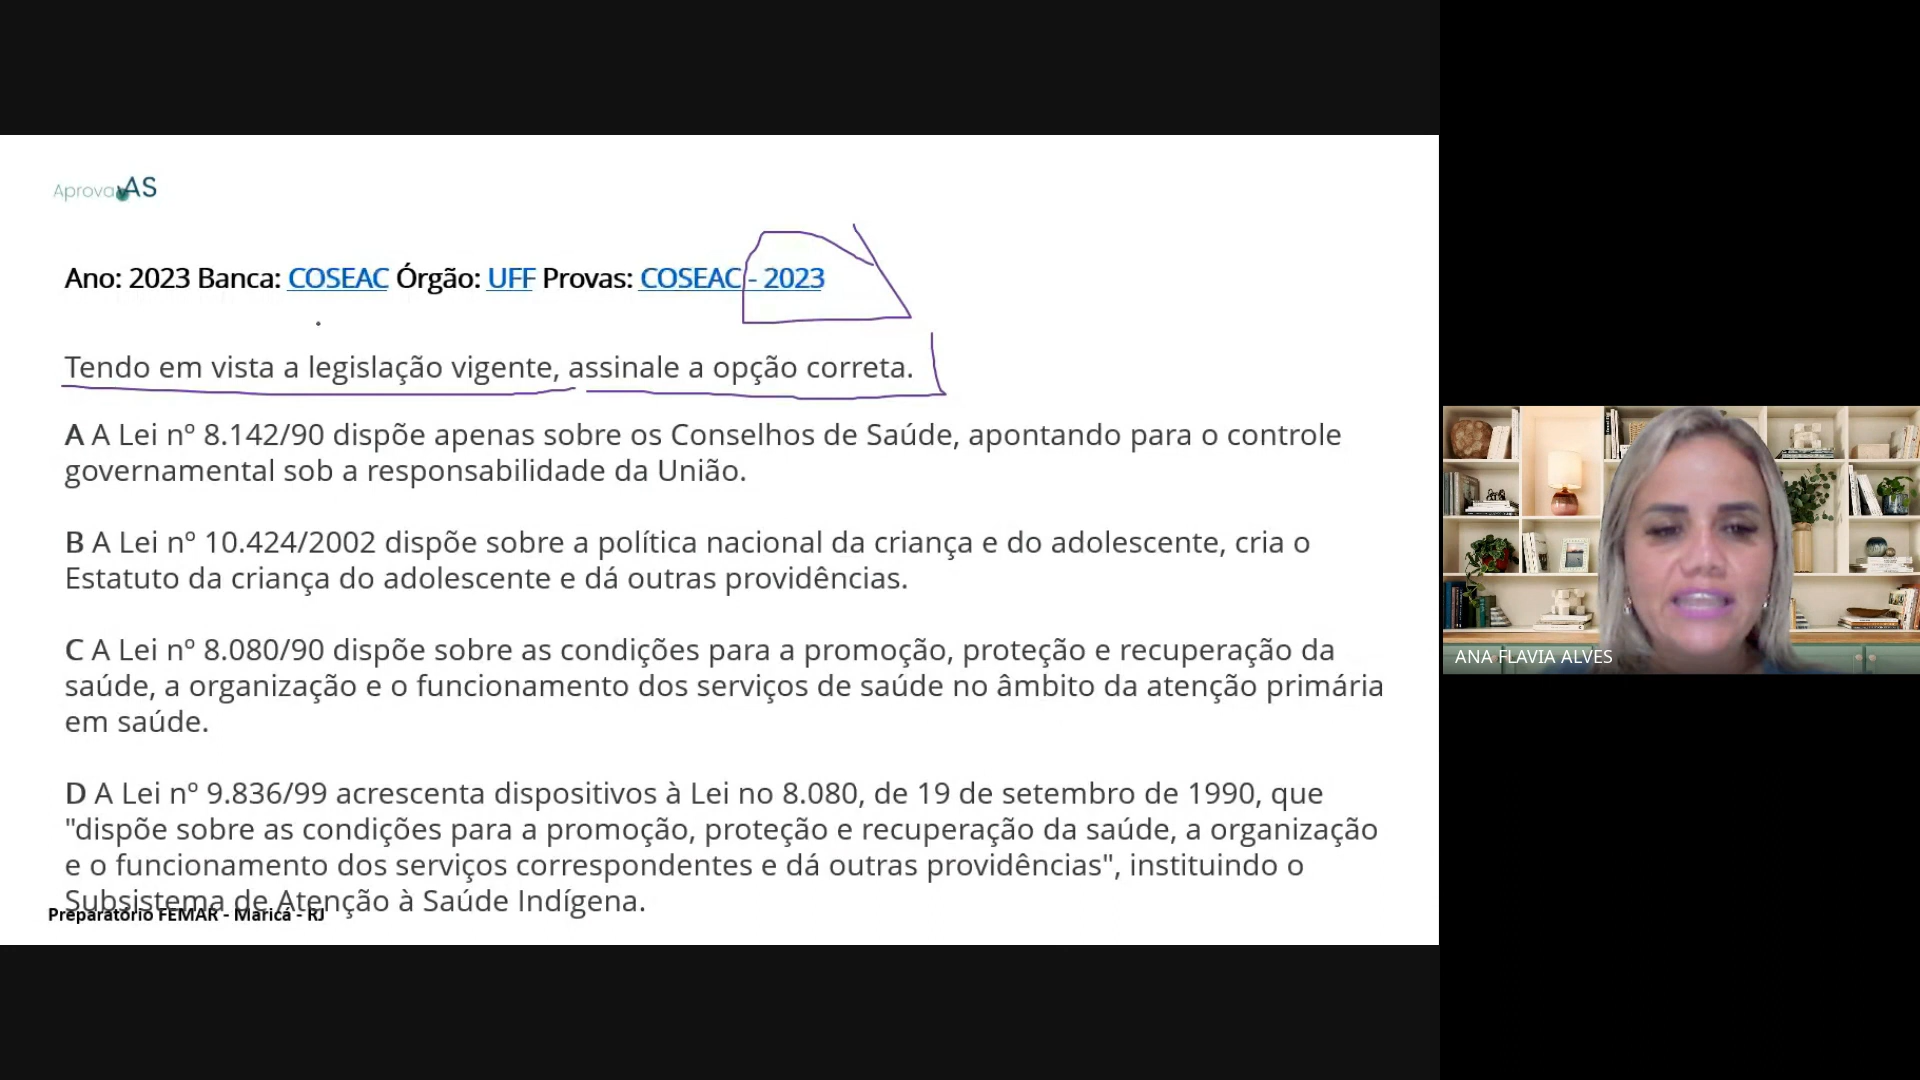 AprovaAS
Ano: 2023 Banca: COSEAC Órgão: UFF Provas: COSEAC - 2023
Tendo em vista a legislação vigente, assinale a opção correta.
A A Lei nº 8.142/90 dispõe apenas sobre os Conselhos de Saúde, apontando para o controle
governamental sob a responsabilidade da União.
B A Lei nº 10.424/2002 dispõe sobre a política nacional da criança e do adolescente, cria o
Estatuto da criança do adolescente e dá outras providências.
C A Lei nº 8.080/90 dispõe sobre as condições para a promoção, proteção e recuperação da
saúde, a organização e o funcionamento dos serviços de saúde no âmbito da atenção primária
em saúde.
D A Lei nº 9.836/99 acrescenta dispositivos à Lei no 8.080, de 19 de setembro de 1990, que
"dispõe sobre as condições para a promoção, proteção e recuperação da saúde, a organização
e o funcionamento dos serviços correspondentes e dá outras providências", instituindo o
Subsistema de Atenção à Saúde Indígena.
Preparatório FEMAR - Maricá - RJ
ANA FLAVIA ALVES